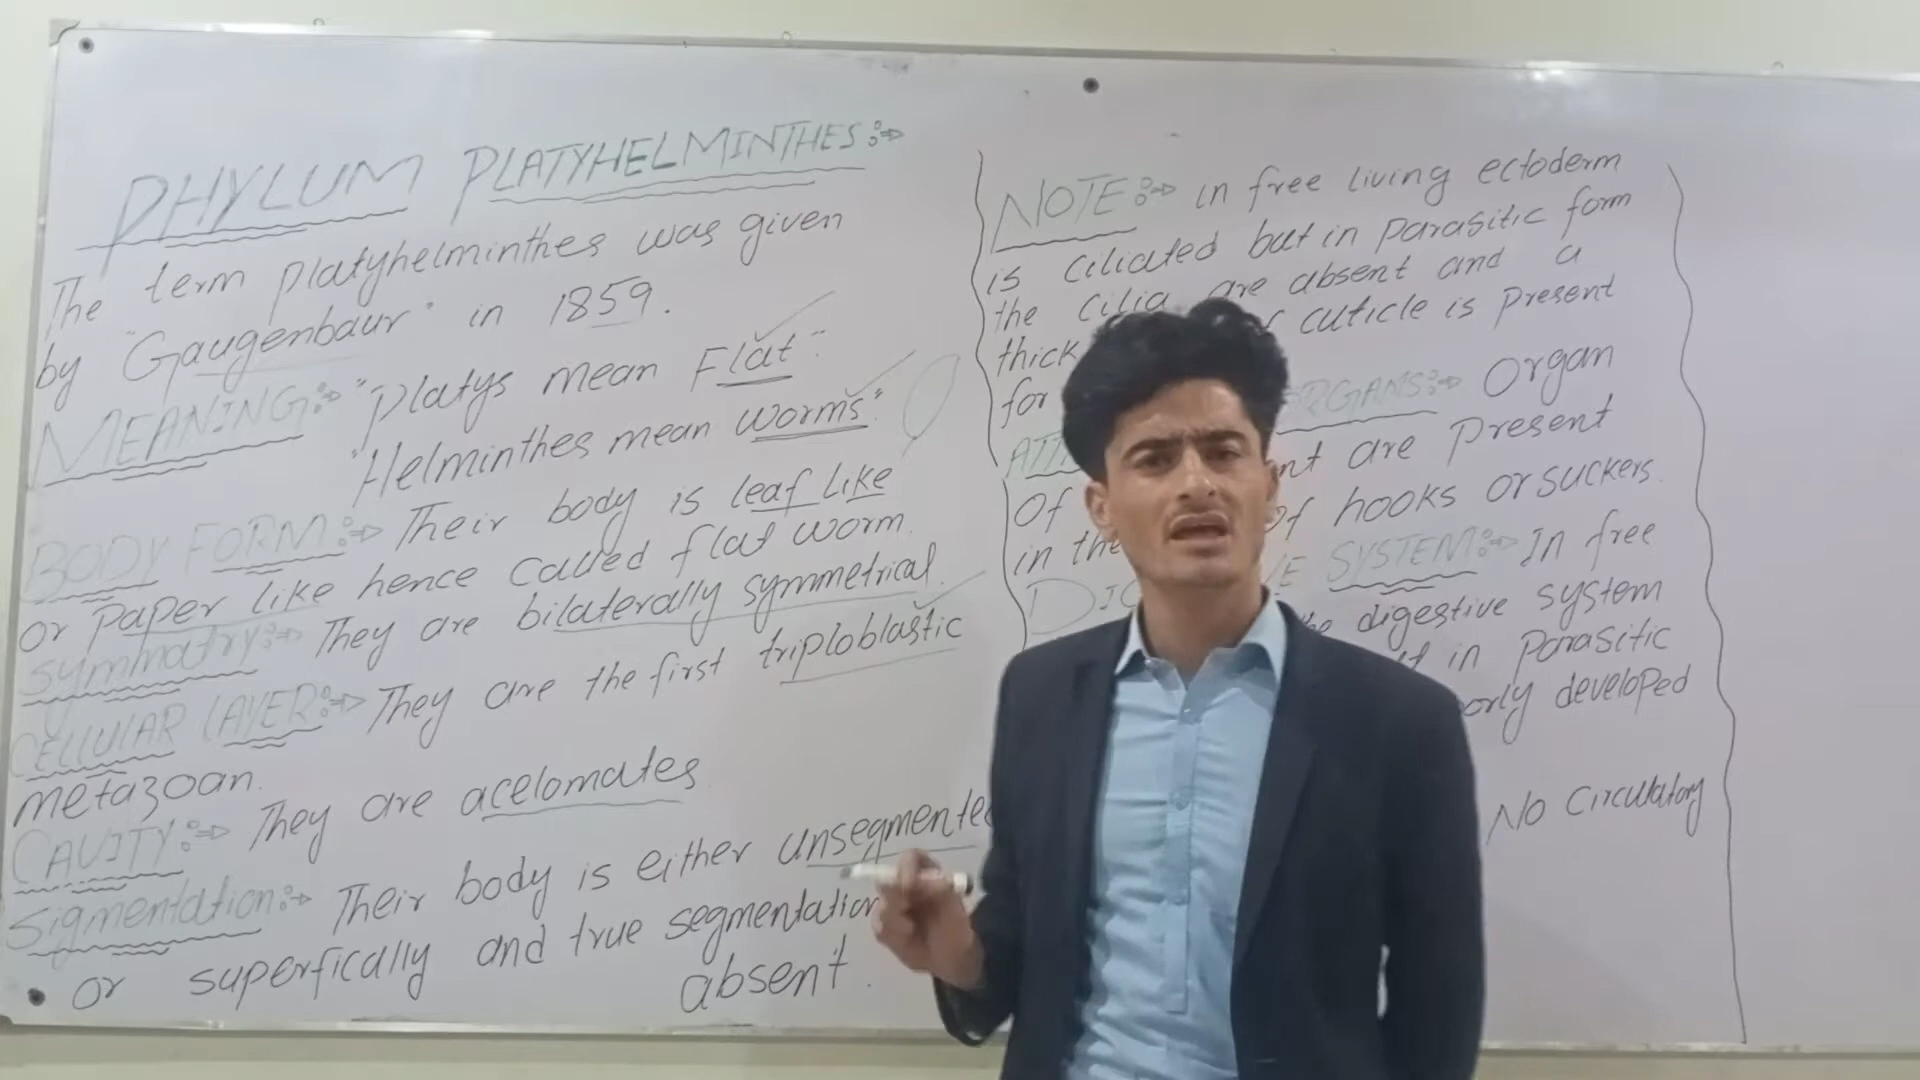 PHYLUM PLATYHELMINTHES:⇒
The term platyhelminthes was given
by "Gaugenbaur" in 1859.
MEANING:⇒ "Platys mean Flat".
"Helminthes mean worms".
BODY FORM:⇒ Their body is leaf like
or Paper like hence called flat worm.
symmatry:⇒ They are bilaterally symmetrical.
CELLULAR LAYER:⇒ They are the first triploblastic
metazoan.
CAVITY:⇒ They are acelomates
Sigmentation:⇒ Their body is either unsegmented
or superfically and true segmentation
absent.
NOTE:⇒ in free living ectoderm
is ciliated but in Parasitic form
the cilia are absent and a
thick cuticle is Present
for
ORGANS:⇒ Organ
Of are Present
in the of hooks or suckers.
SYSTEM:⇒ In free
digestive system
in Parasitic
developed
No Circulatory